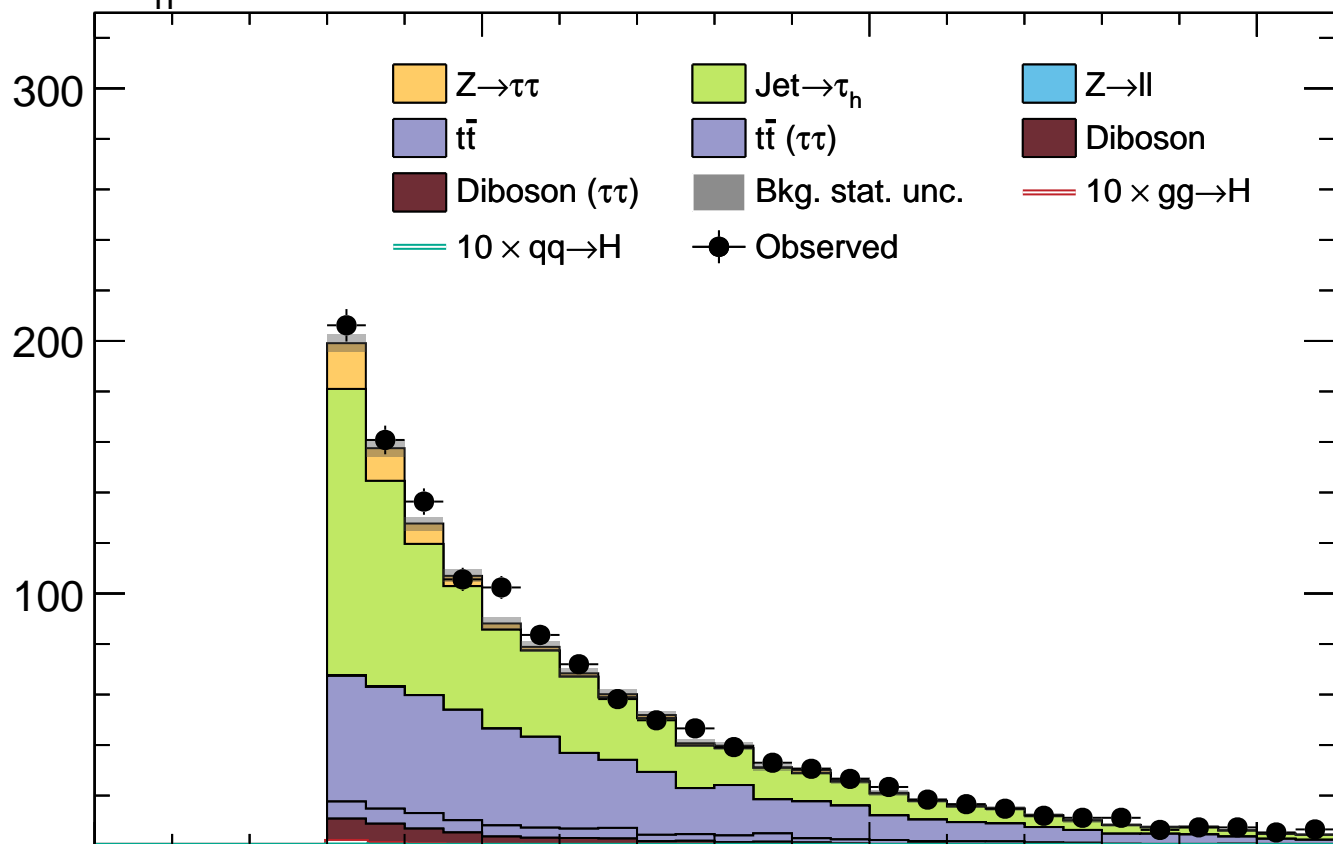 300
Z→ττ Jet→τh Z→ll
tt̄ tt̄ (ττ) Diboson
Diboson (ττ) Bkg. stat. unc. 10 × gg→H
10 × qq→H Observed
200
100